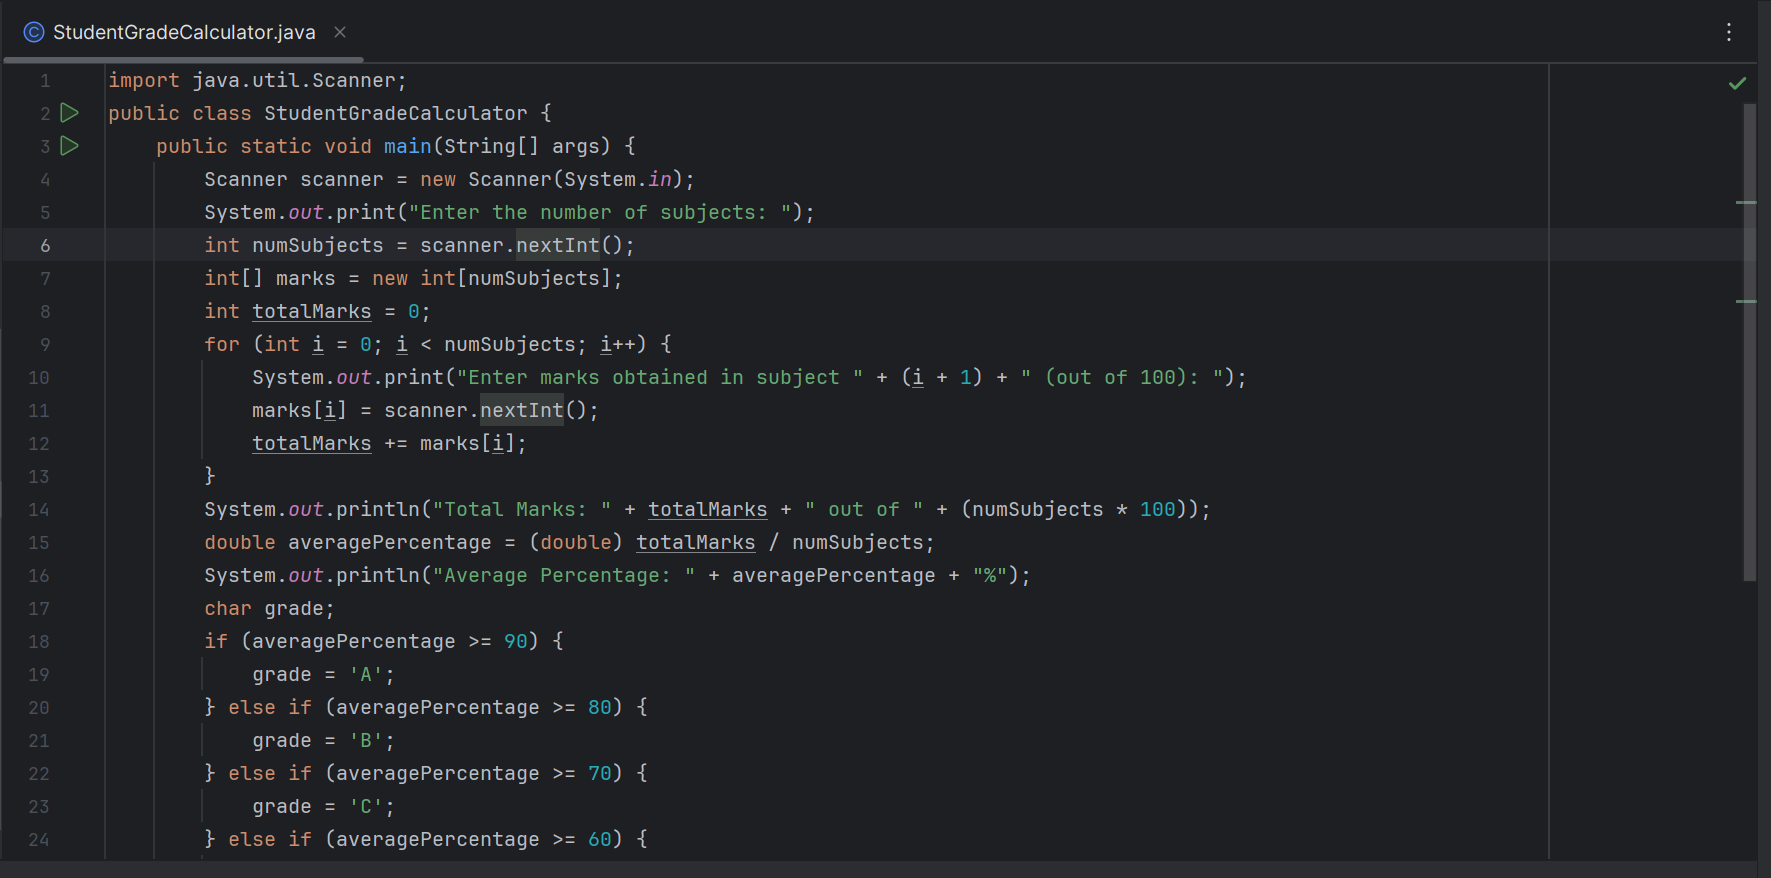 StudentGradeCalculator.java
1 import java.util.Scanner;
2 public class StudentGradeCalculator {
3     public static void main(String[] args) {
4         Scanner scanner = new Scanner(System.in);
5         System.out.print("Enter the number of subjects: ");
6         int numSubjects = scanner.nextInt();
7         int[] marks = new int[numSubjects];
8         int totalMarks = 0;
9         for (int i = 0; i < numSubjects; i++) {
10             System.out.print("Enter marks obtained in subject " + (i + 1) + " (out of 100): ");
11             marks[i] = scanner.nextInt();
12             totalMarks += marks[i];
13         }
14         System.out.println("Total Marks: " + totalMarks + " out of " + (numSubjects * 100));
15         double averagePercentage = (double) totalMarks / numSubjects;
16         System.out.println("Average Percentage: " + averagePercentage + "%");
17         char grade;
18         if (averagePercentage >= 90) {
19             grade = 'A';
20         } else if (averagePercentage >= 80) {
21             grade = 'B';
22         } else if (averagePercentage >= 70) {
23             grade = 'C';
24         } else if (averagePercentage >= 60) {